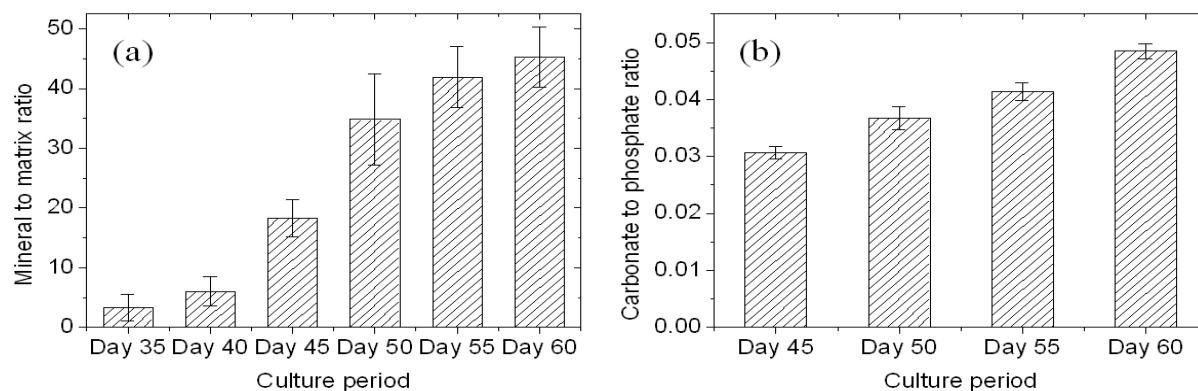 (a)
Mineral to matrix ratio
50
40
30
20
10
0
Day 35 Day 40 Day 45 Day 50 Day 55 Day 60
Culture period
(b)
Carbonate to phosphate ratio
0.05
0.04
0.03
0.02
0.01
0.00
Day 45 Day 50 Day 55 Day 60
Culture period